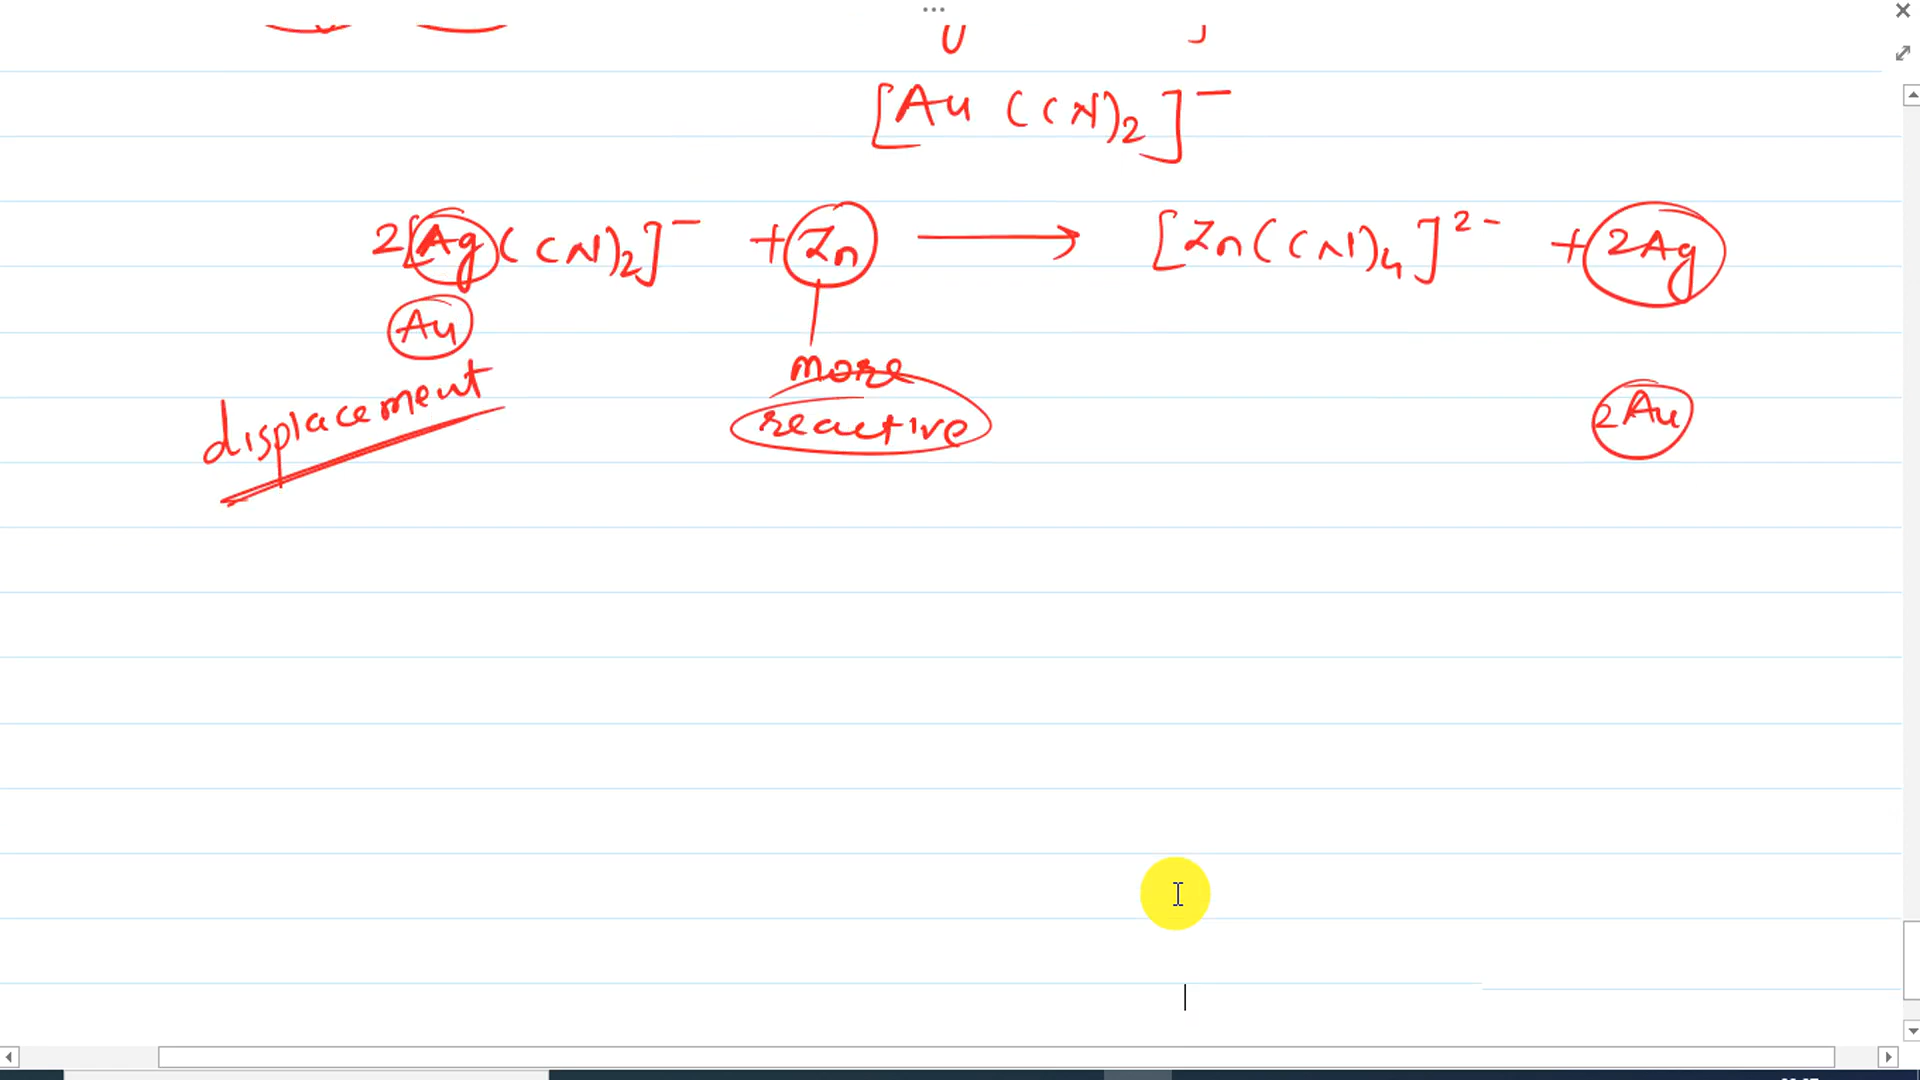 [Au (CN)₂]⁻
2[Ag(CN)₂]⁻ + Zn ⟶ [Zn(CN)₄]²⁻ + 2Ag
Au
more
displacement
reactive
2Au